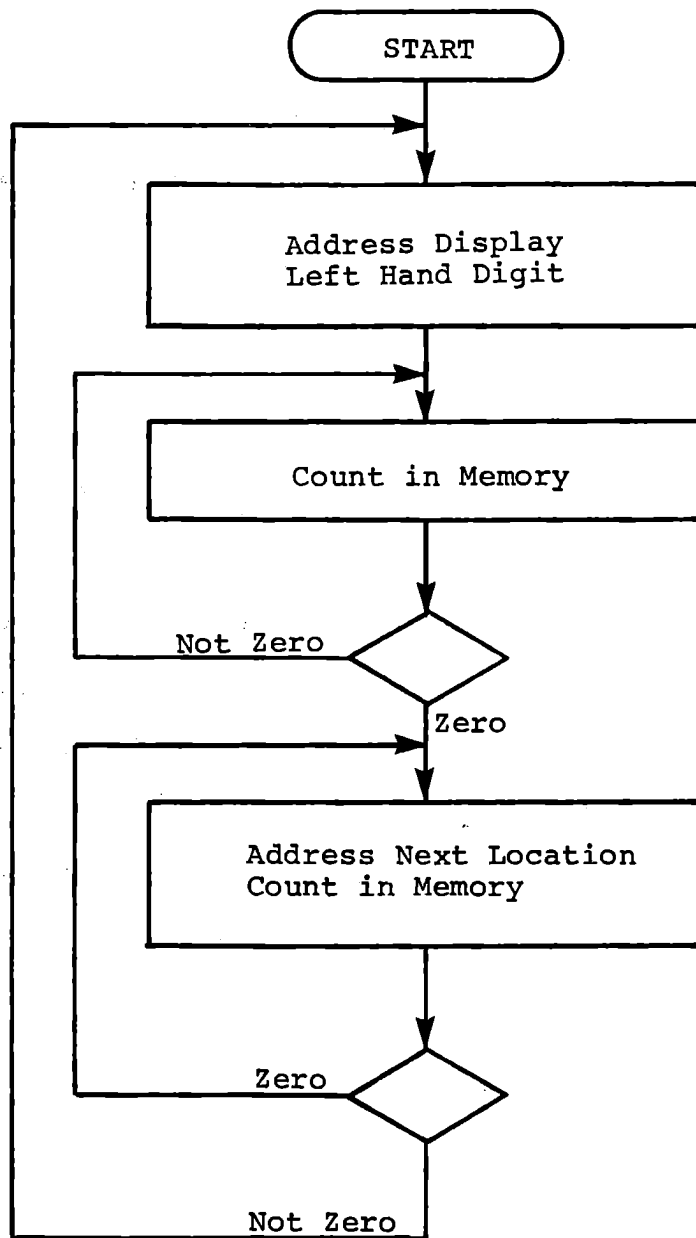 START
Address Display
Left Hand Digit
Count in Memory
Not Zero
Zero
Address Next Location
Count in Memory
Zero
Not Zero